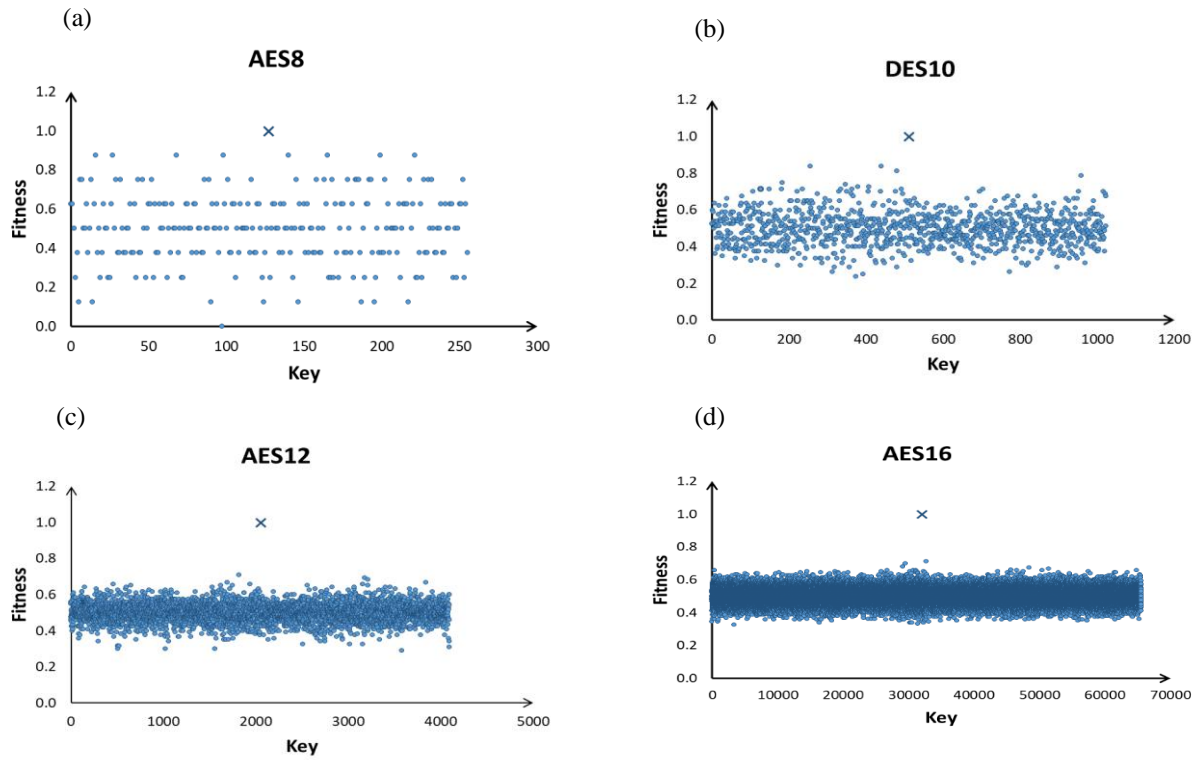 (a)
AES8
1.2
1.0
0.8
0.6
0.4
0.2
0.0
Fitness
0 50 100 150 200 250 300
Key
(b)
DES10
1.2
1.0
0.8
0.6
0.4
0.2
0.0
Fitness
0 200 400 600 800 1000 1200
Key
(c)
AES12
1.2
1.0
0.8
0.6
0.4
0.2
0.0
Fitness
0 1000 2000 3000 4000 5000
Key
(d)
AES16
1.2
1.0
0.8
0.6
0.4
0.2
0.0
Fitness
0 10000 20000 30000 40000 50000 60000 70000
Key